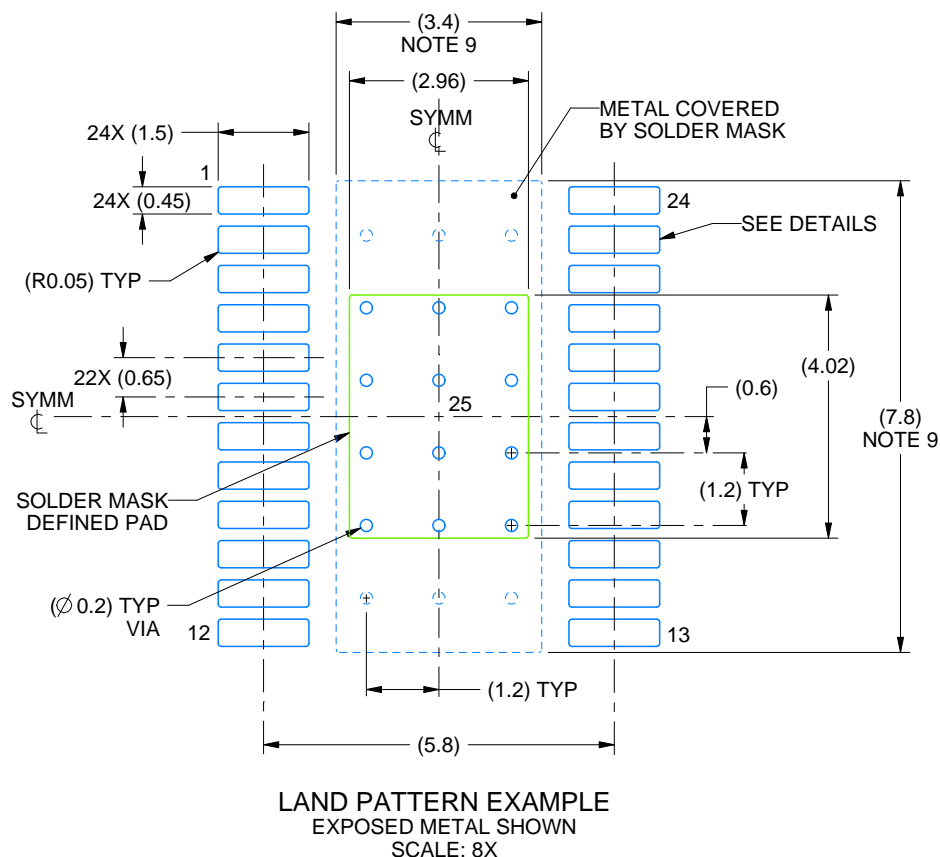 (3.4)
NOTE 9
(2.96)
SYMM
℄
METAL COVERED
BY SOLDER MASK
24X (1.5)
1
24X (0.45)
24
SEE DETAILS
(R0.05) TYP
22X (0.65)
(4.02)
(0.6)
SYMM
℄
25
(7.8)
NOTE 9
(1.2) TYP
SOLDER MASK
DEFINED PAD
(∅ 0.2) TYP
VIA
12
13
(1.2) TYP
(5.8)
LAND PATTERN EXAMPLE
EXPOSED METAL SHOWN
SCALE: 8X